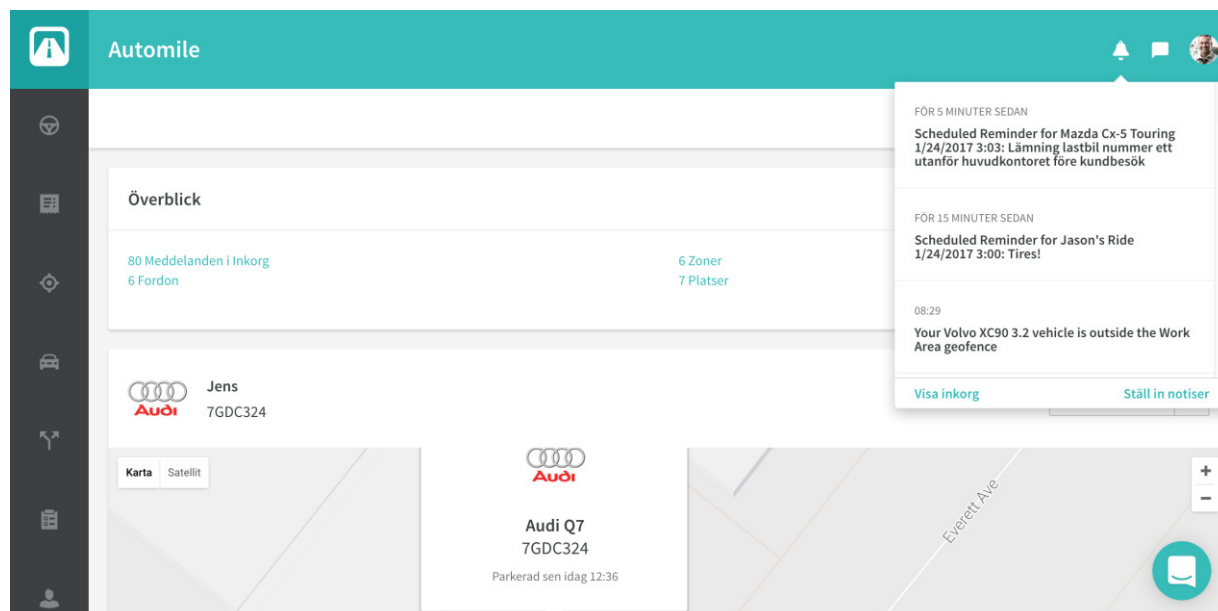 Automile
FÖR 5 MINUTER SEDAN
Scheduled Reminder for Mazda Cx-5 Touring
1/24/2017 3:03: Lämning lastbil nummer ett
utanför huvudkontoret före kundbesök
FÖR 15 MINUTER SEDAN
Scheduled Reminder for Jason's Ride
1/24/2017 3:00: Tires!
08:29
Your Volvo XC90 3.2 vehicle is outside the Work
Area geofence
Visa inkorg
Ställ in notiser
Överblick
80 Meddelanden i Inkorg
6 Fordon
6 Zoner
7 Platser
Audi
Jens
7GDC324
Karta Satellit
Audi
Audi Q7
7GDC324
Parkerad sen idag 12:36
Everett Ave
+
−